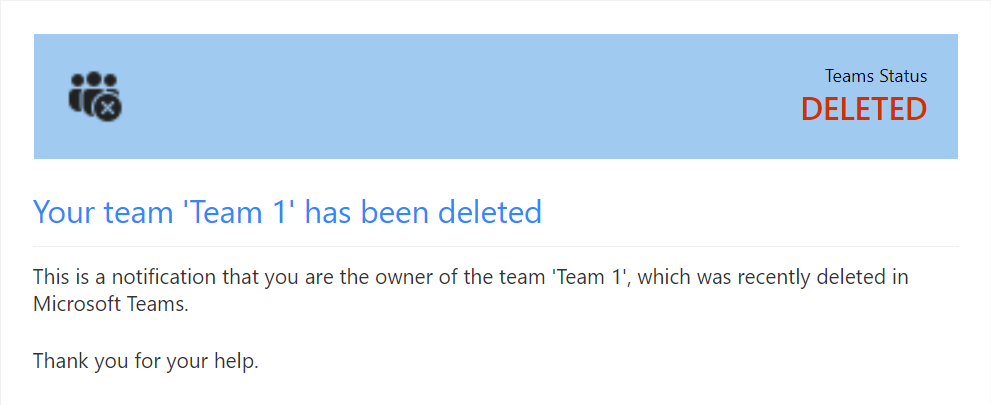 Teams Status
DELETED
Your team 'Team 1' has been deleted
This is a notification that you are the owner of the team 'Team 1', which was recently deleted in
Microsoft Teams.
Thank you for your help.